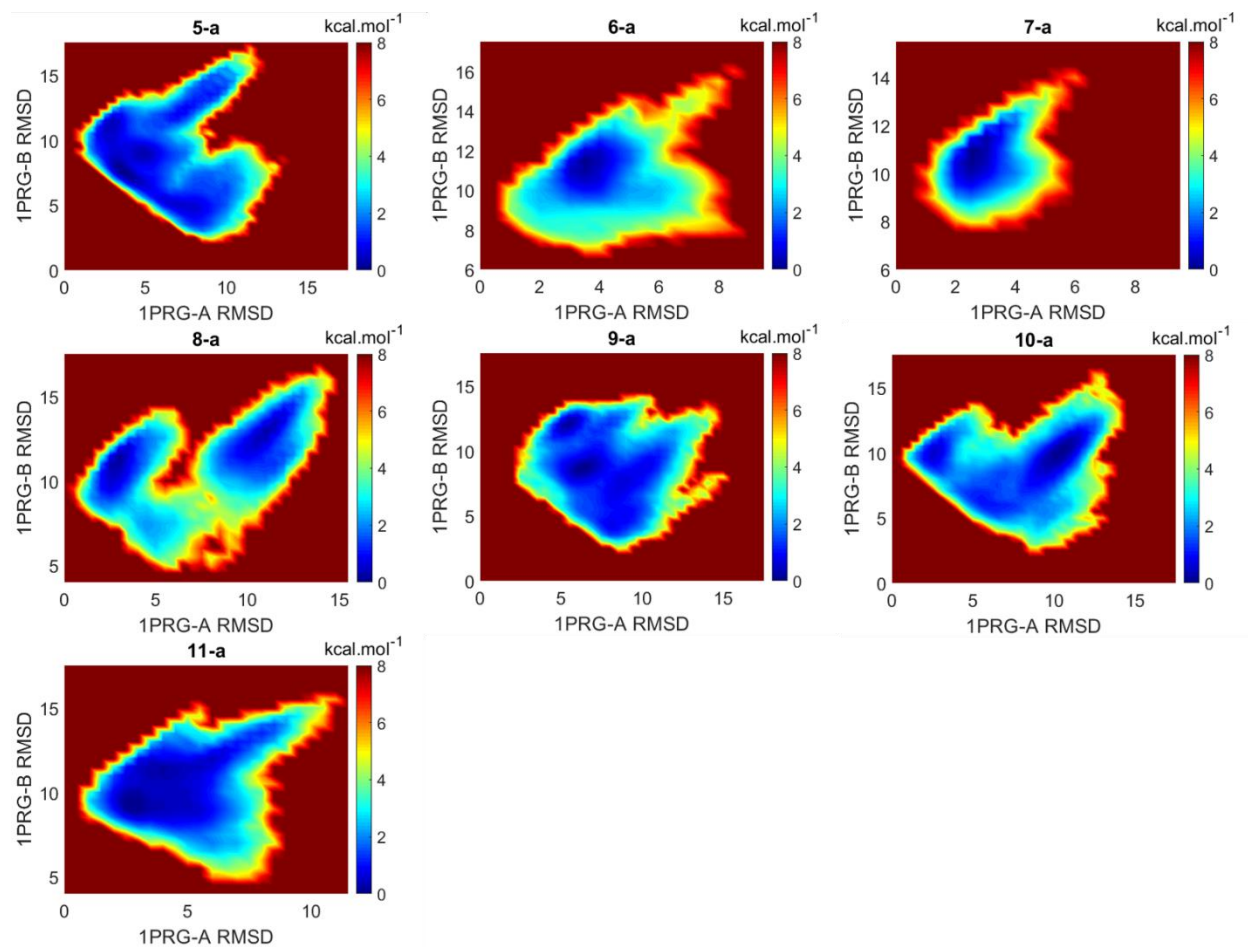 5-a kcal.mol⁻¹
1PRG-B RMSD
15
10
5
0
0 5 10 15
1PRG-A RMSD
8
6
4
2
0
6-a kcal.mol⁻¹
1PRG-B RMSD
16
14
12
10
8
6
2 4 6 8
1PRG-A RMSD
8
6
4
2
0
7-a kcal.mol⁻¹
1PRG-B RMSD
14
12
10
8
6
2 4 6 8
1PRG-A RMSD
8
6
4
2
0
8-a kcal.mol⁻¹
1PRG-B RMSD
15
10
5
0 5 10 15
1PRG-A RMSD
8
6
4
2
0
9-a kcal.mol⁻¹
1PRG-B RMSD
15
10
5
0
0 5 10 15
1PRG-A RMSD
8
6
4
2
0
10-a kcal.mol⁻¹
1PRG-B RMSD
15
10
5
0
0 5 10 15
1PRG-A RMSD
8
6
4
2
0
11-a kcal.mol⁻¹
1PRG-B RMSD
15
10
5
0 5 10
1PRG-A RMSD
8
6
4
2
0